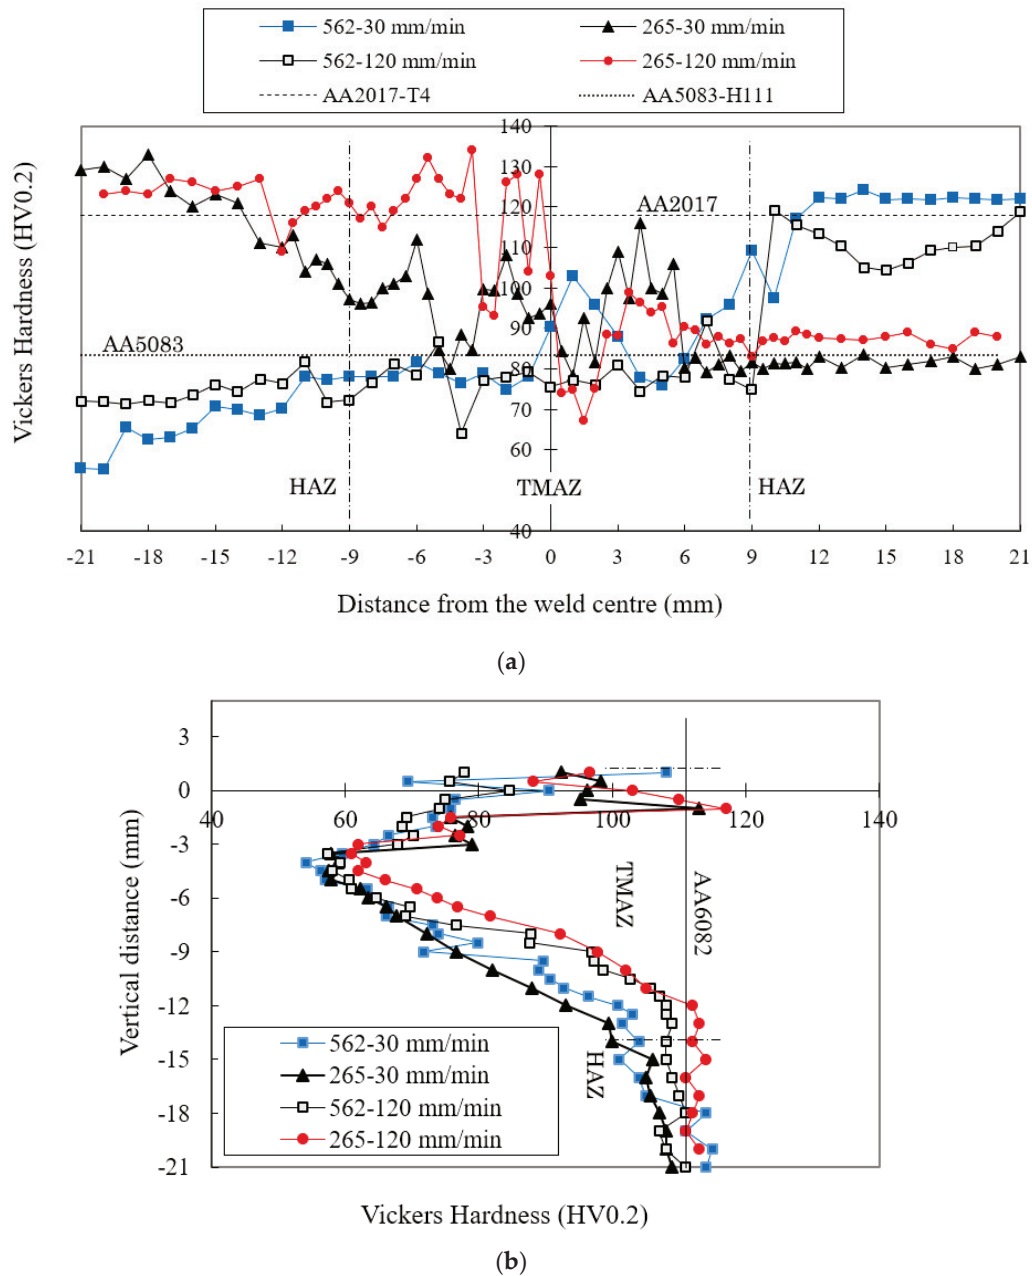 562-30 mm/min 265-30 mm/min
562-120 mm/min 265-120 mm/min
AA2017-T4 AA5083-H111
Vickers Hardness (HV0.2)
140
130
120
110
100
90
80
70
60
40
AA2017
AA5083
HAZ TMAZ HAZ
-21 -18 -15 -12 -9 -6 -3 0 3 6 9 12 15 18 21
Distance from the weld centre (mm)
(a)
Vertical distance (mm)
3
0
-3
-6
-9
-12
-15
-18
-21
40 60 80 100 120 140
TMAZ
AA6082
HAZ
562-30 mm/min
265-30 mm/min
562-120 mm/min
265-120 mm/min
Vickers Hardness (HV0.2)
(b)